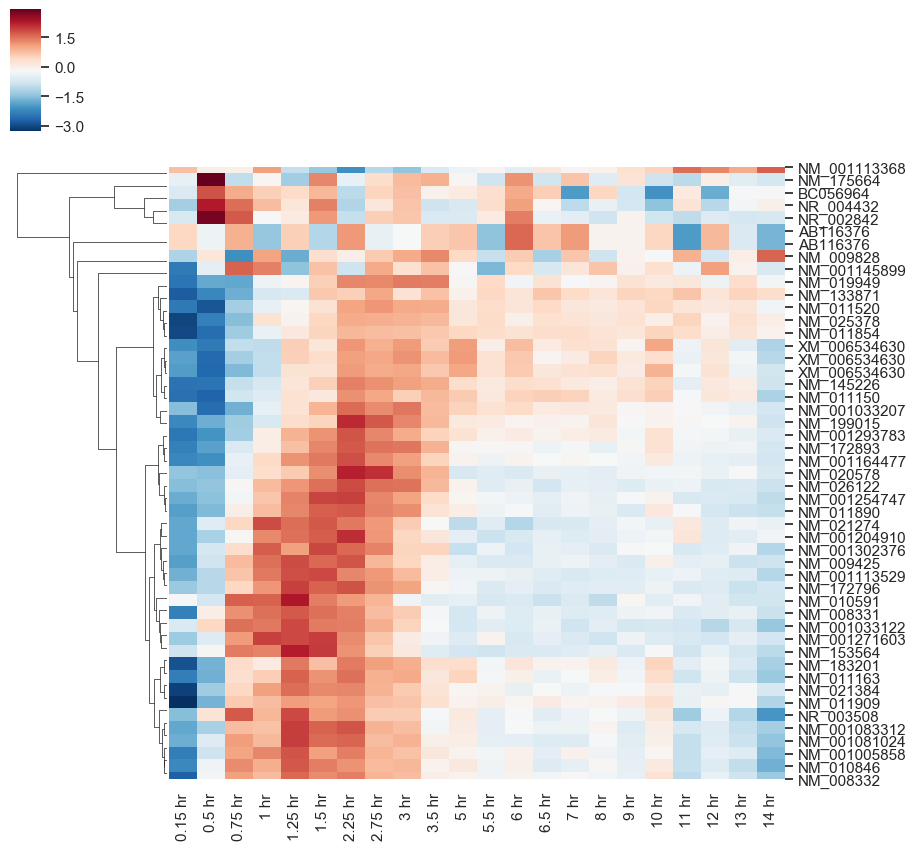 1.5
0.0
−1.5
−3.0
NM_001113368
NM_175664
BC056964
NR_004432
NR_002842
AB116376
AB116376
NM_009828
NM_001145899
NM_019949
NM_133871
NM_011520
NM_025378
NM_011854
XM_006534630
XM_006534630
XM_006534630
NM_145226
NM_011150
NM_001033207
NM_199015
NM_001293783
NM_172893
NM_001164477
NM_020578
NM_026122
NM_001254747
NM_011890
NM_021274
NM_001204910
NM_001302376
NM_009425
NM_001113529
NM_172796
NM_010591
NM_008331
NM_001033122
NM_001271603
NM_153564
NM_183201
NM_011163
NM_021384
NM_011909
NR_003508
NM_001083312
NM_001081024
NM_001005858
NM_010846
NM_008332
0.15 hr
0.5 hr
0.75 hr
1 hr
1.25 hr
1.5 hr
2.25 hr
2.75 hr
3 hr
3.5 hr
5 hr
5.5 hr
6 hr
6.5 hr
7 hr
8 hr
9 hr
10 hr
11 hr
12 hr
13 hr
14 hr